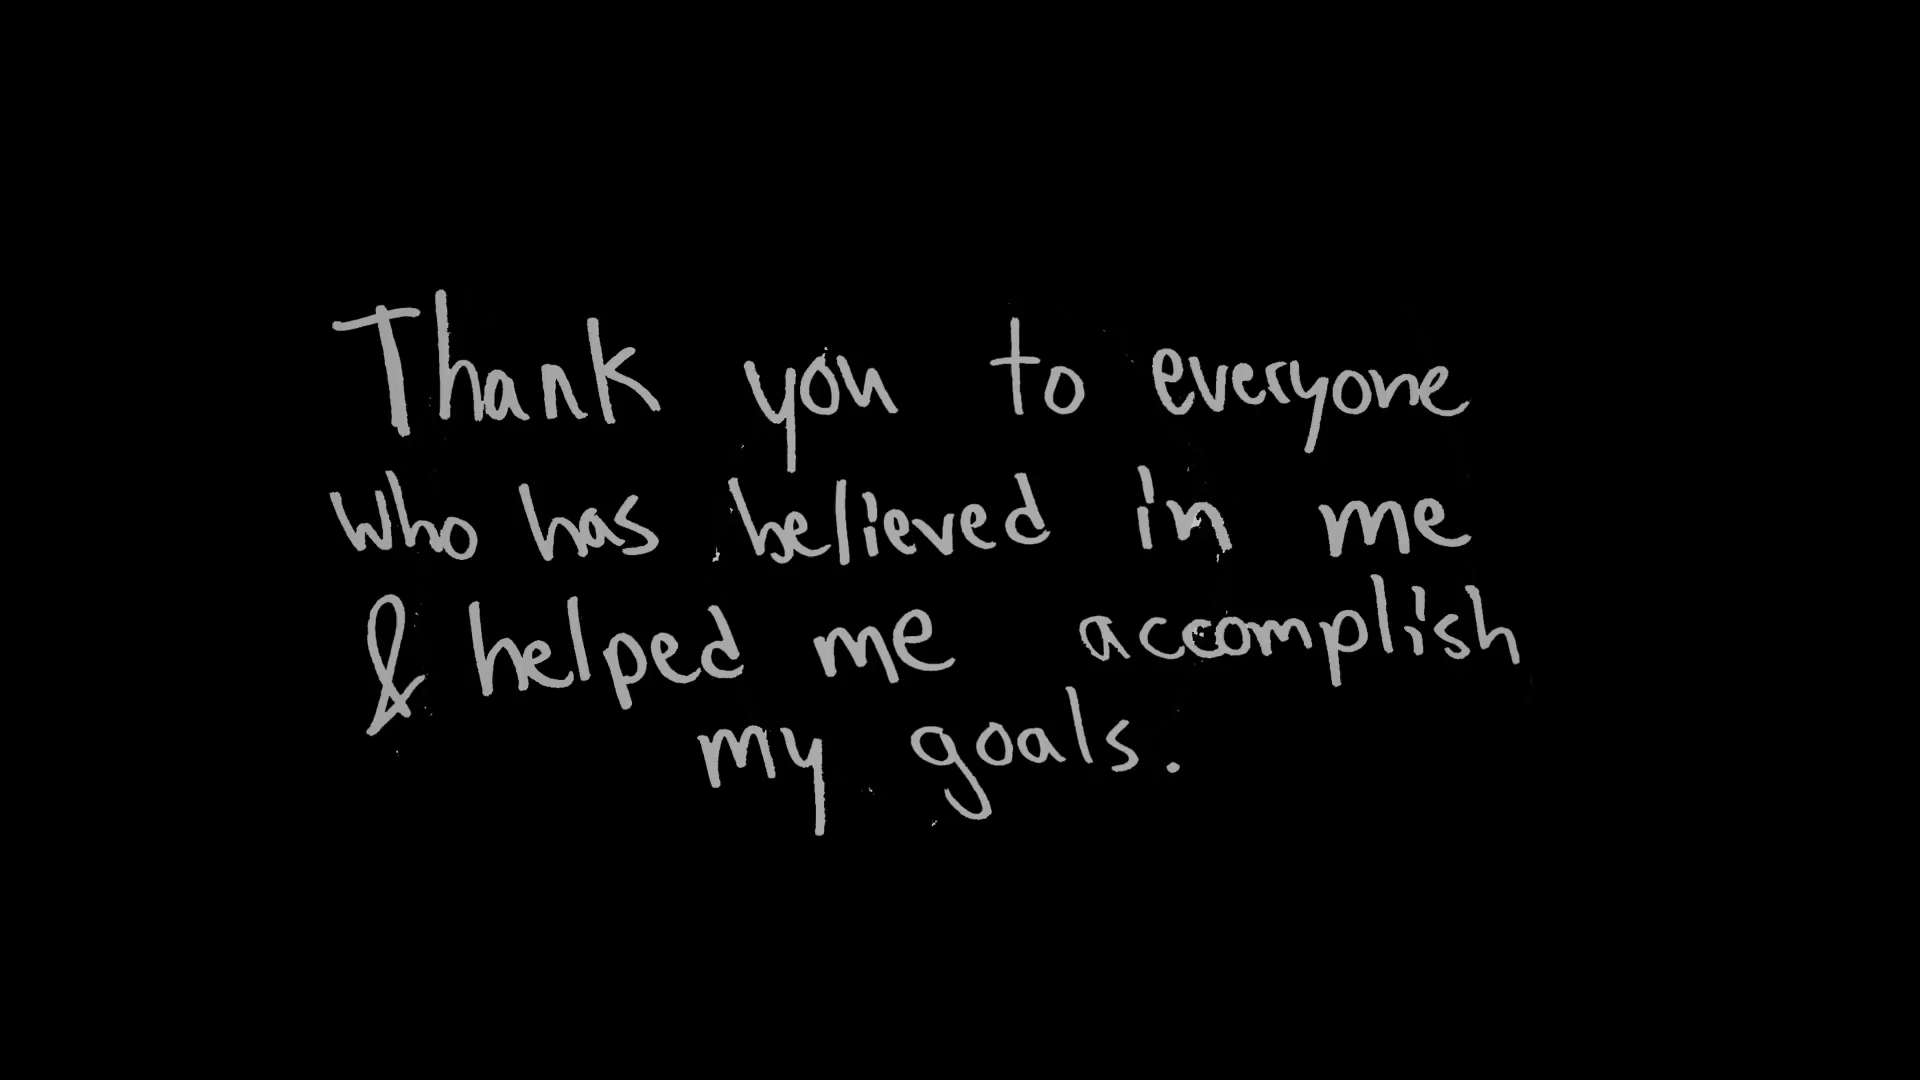 Thank you to everyone
who has believed in me
& helped me accomplish
my goals.